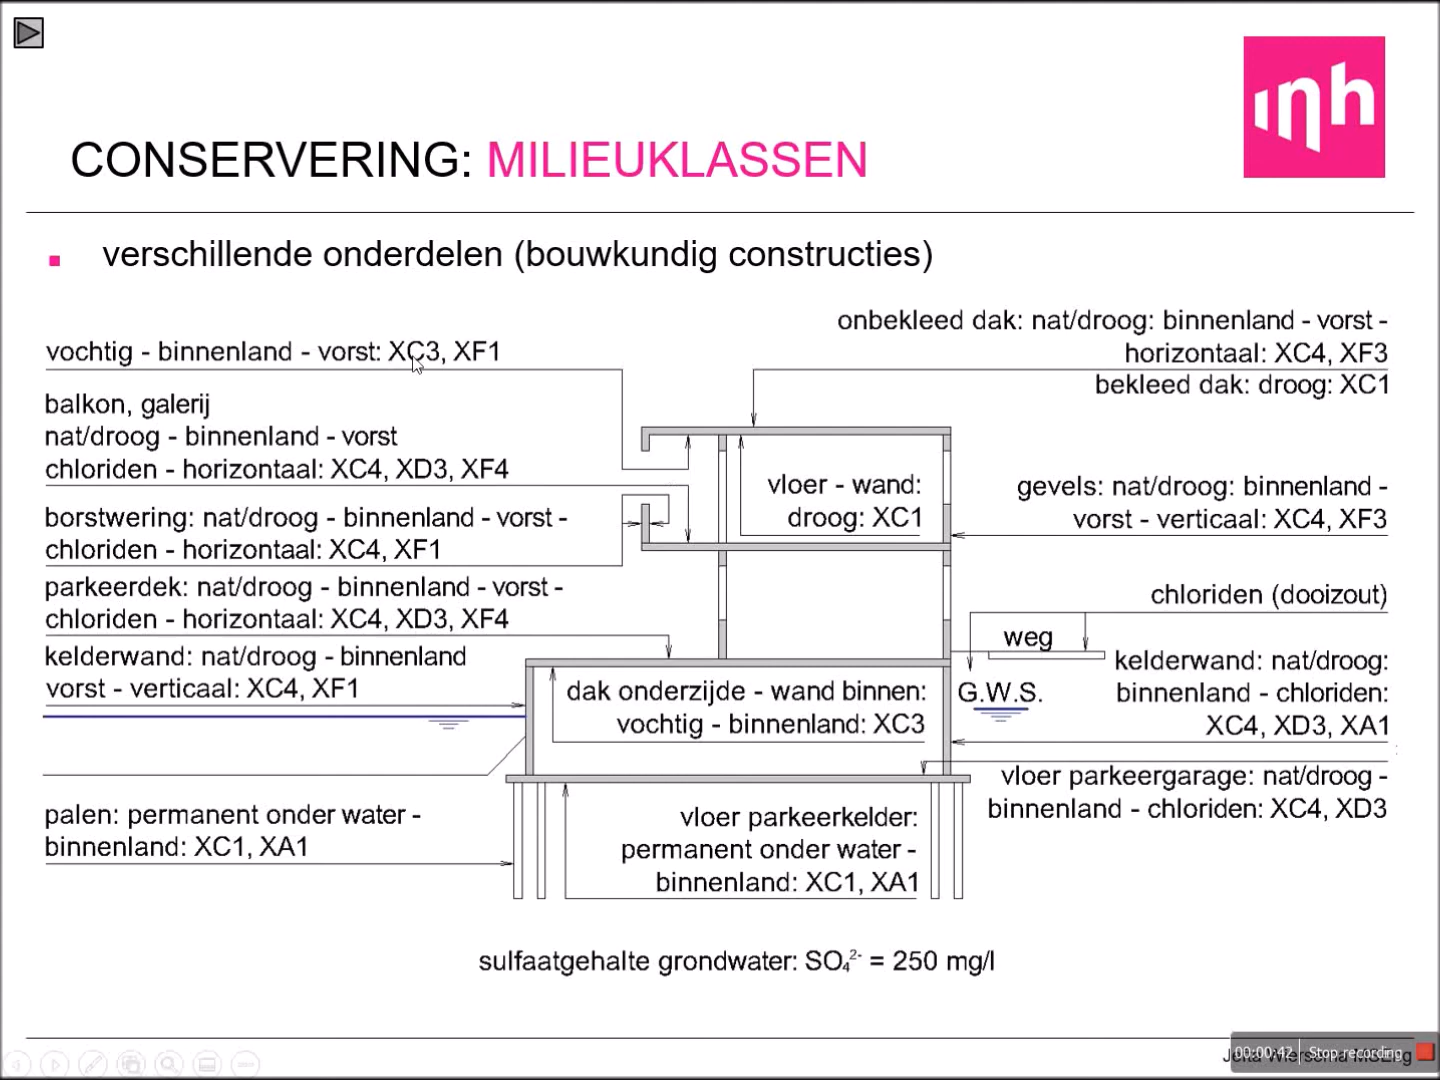 inh
CONSERVERING: MILIEUKLASSEN
verschillende onderdelen (bouwkundig constructies)
vochtig - binnenland - vorst: XC3, XF1
balkon, galerij
nat/droog - binnenland - vorst
chloriden - horizontaal: XC4, XD3, XF4
borstwering: nat/droog - binnenland - vorst -
chloriden - horizontaal: XC4, XF1
parkeerdek: nat/droog - binnenland - vorst -
chloriden - horizontaal: XC4, XD3, XF4
kelderwand: nat/droog - binnenland
vorst - verticaal: XC4, XF1
palen: permanent onder water -
binnenland: XC1, XA1
vloer - wand:
droog: XC1
dak onderzijde - wand binnen:
vochtig - binnenland: XC3
vloer parkeerkelder:
permanent onder water -
binnenland: XC1, XA1
onbekleed dak: nat/droog: binnenland - vorst -
horizontaal: XC4, XF3
bekleed dak: droog: XC1
gevels: nat/droog: binnenland -
vorst - verticaal: XC4, XF3
chloriden (dooizout)
weg
G.W.S.
kelderwand: nat/droog:
binnenland - chloriden:
XC4, XD3, XA1
vloer parkeergarage: nat/droog -
binnenland - chloriden: XC4, XD3
sulfaatgehalte grondwater: SO₄²⁻ = 250 mg/l
00:00:42 Stop recording